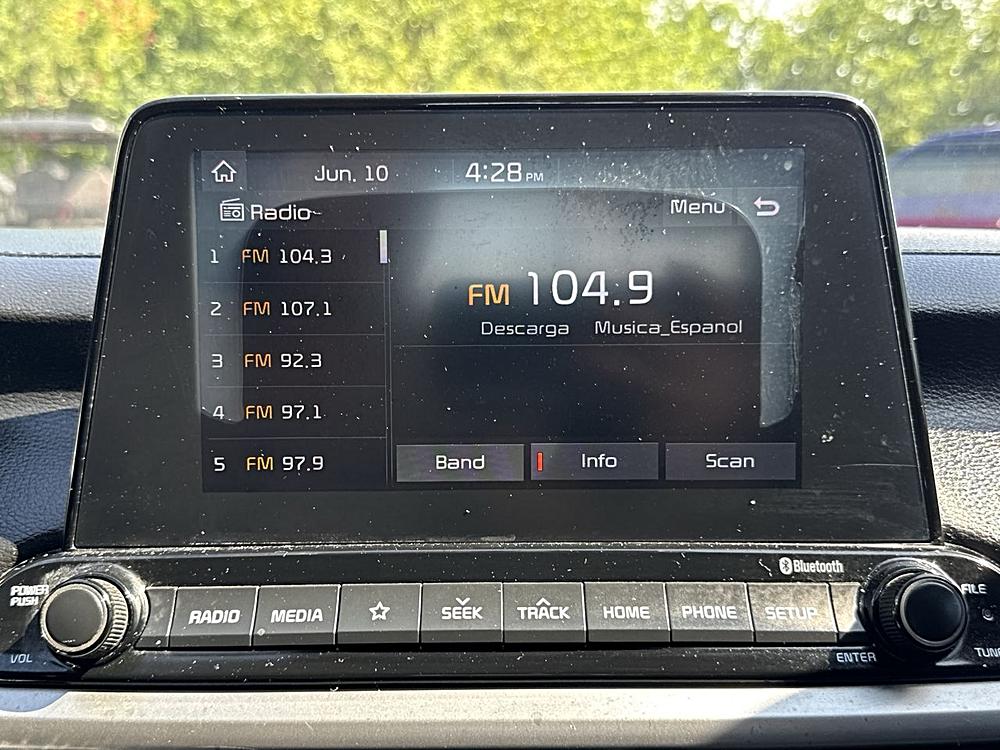 Jun. 10 4:28 PM
Radio Menu
1 FM 104.3
2 FM 107.1
3 FM 92.3
4 FM 97.1
5 FM 97.9
FM 104.9
Descarga Musica_Espanol
Band Info Scan
Bluetooth
POWER
PUSH
VOL
RADIO MEDIA SEEK TRACK HOME PHONE SETUP
FILE
ENTER
TUNE